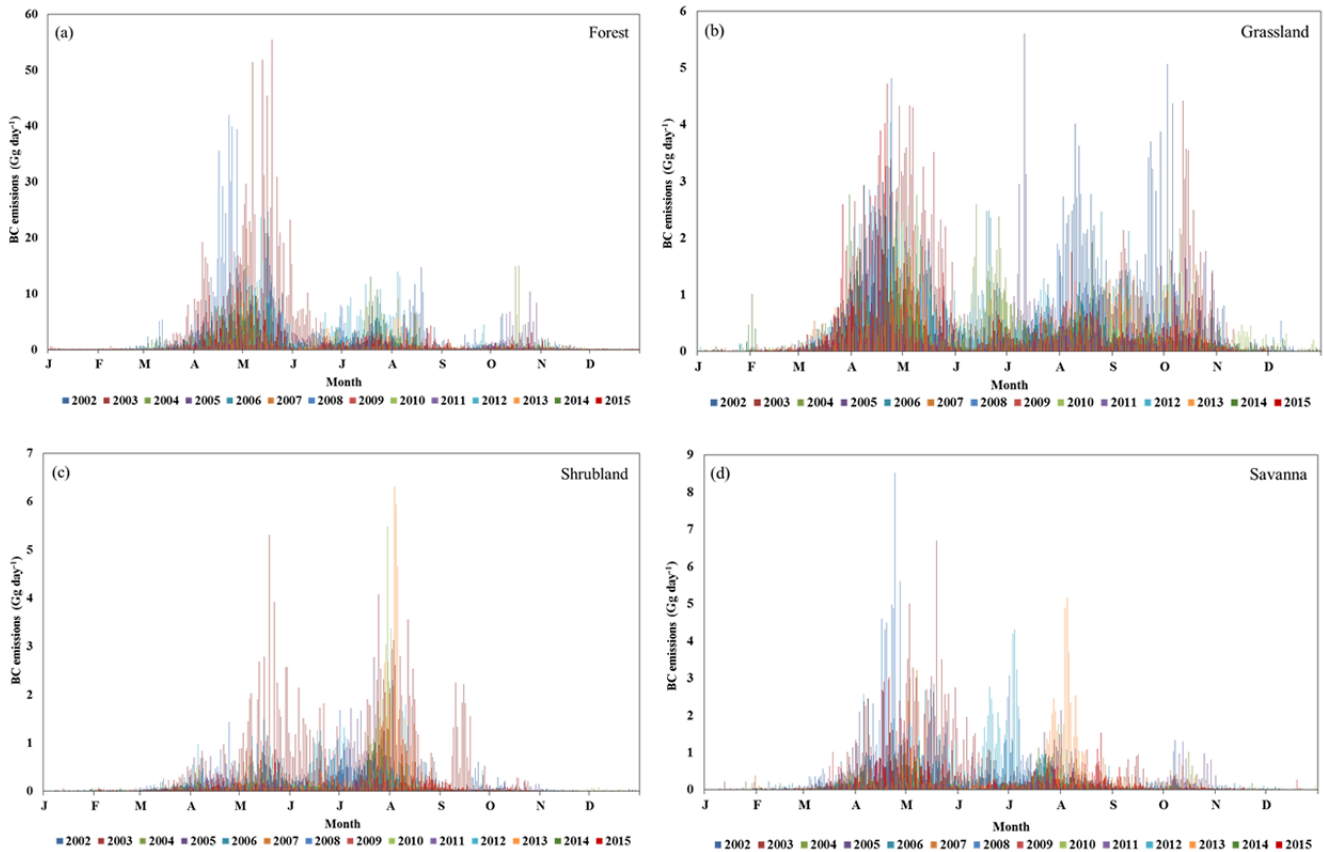 (a)
Forest
BC emissions (Gg day⁻¹)
60
50
40
30
20
10
0
J F M A M J J A S O N D
Month
2002 2003 2004 2005 2006 2007 2008 2009 2010 2011 2012 2013 2014 2015
(b)
Grassland
BC emissions (Gg day⁻¹)
6
5
4
3
2
1
0
J F M A M J J A S O N D
Month
2002 2003 2004 2005 2006 2007 2008 2009 2010 2011 2012 2013 2014 2015
(c)
Shrubland
BC emissions (Gg day⁻¹)
7
6
5
4
3
2
1
0
J F M A M J J A S O N D
Month
2002 2003 2004 2005 2006 2007 2008 2009 2010 2011 2012 2013 2014 2015
(d)
Savanna
BC emissions (Gg day⁻¹)
9
8
7
6
5
4
3
2
1
0
J F M A M J J A S O N D
Month
2002 2003 2004 2005 2006 2007 2008 2009 2010 2011 2012 2013 2014 2015